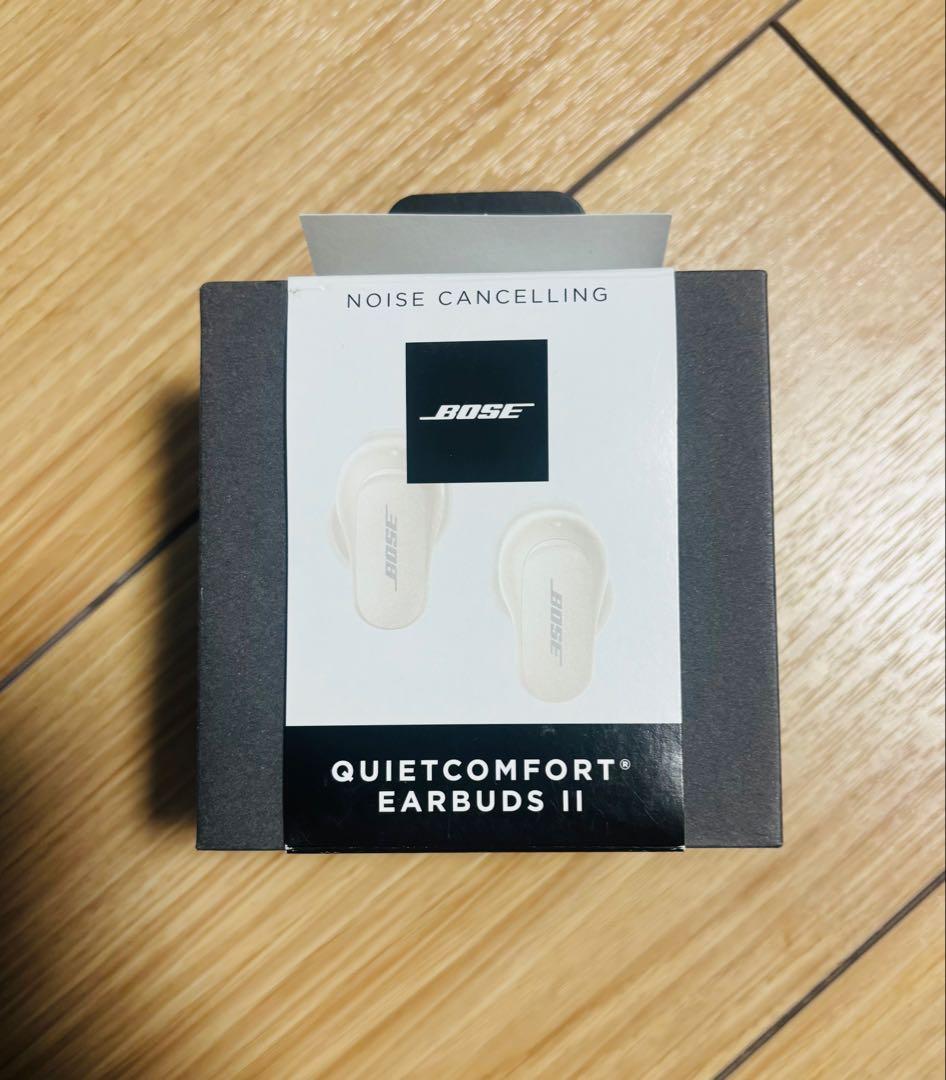 NOISE CANCELLING
BOSE
BOSE
BOSE
QUIETCOMFORT®
EARBUDS II